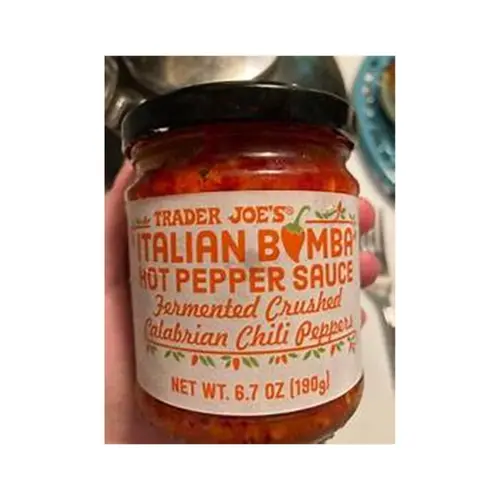 TRADER JOE'S®
ITALIAN BOMBA
HOT PEPPER SAUCE
Fermented Crushed
Calabrian Chili Peppers
NET WT. 6.7 OZ (190g)